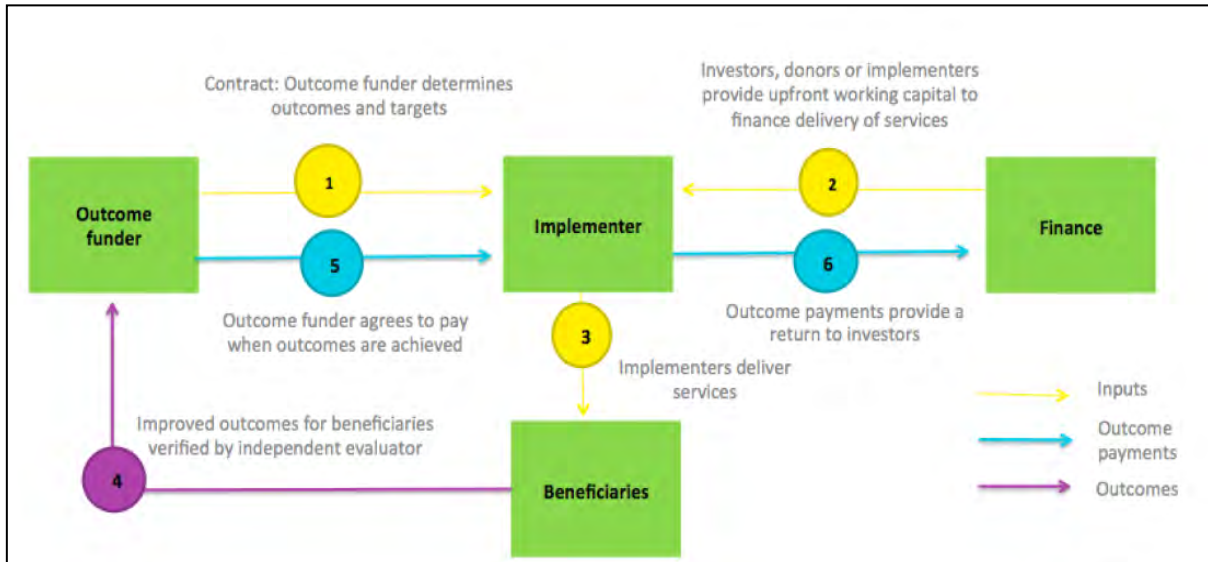 Contract: Outcome funder determines
outcomes and targets
Investors, donors or implementers
provide upfront working capital to
finance delivery of services
1
2
Outcome
funder
Implementer
Finance
5
6
Outcome funder agrees to pay
when outcomes are achieved
Outcome payments provide a
return to investors
3
Implementers deliver
services
Inputs
Outcome
payments
Outcomes
Improved outcomes for beneficiaries
verified by independent evaluator
4
Beneficiaries